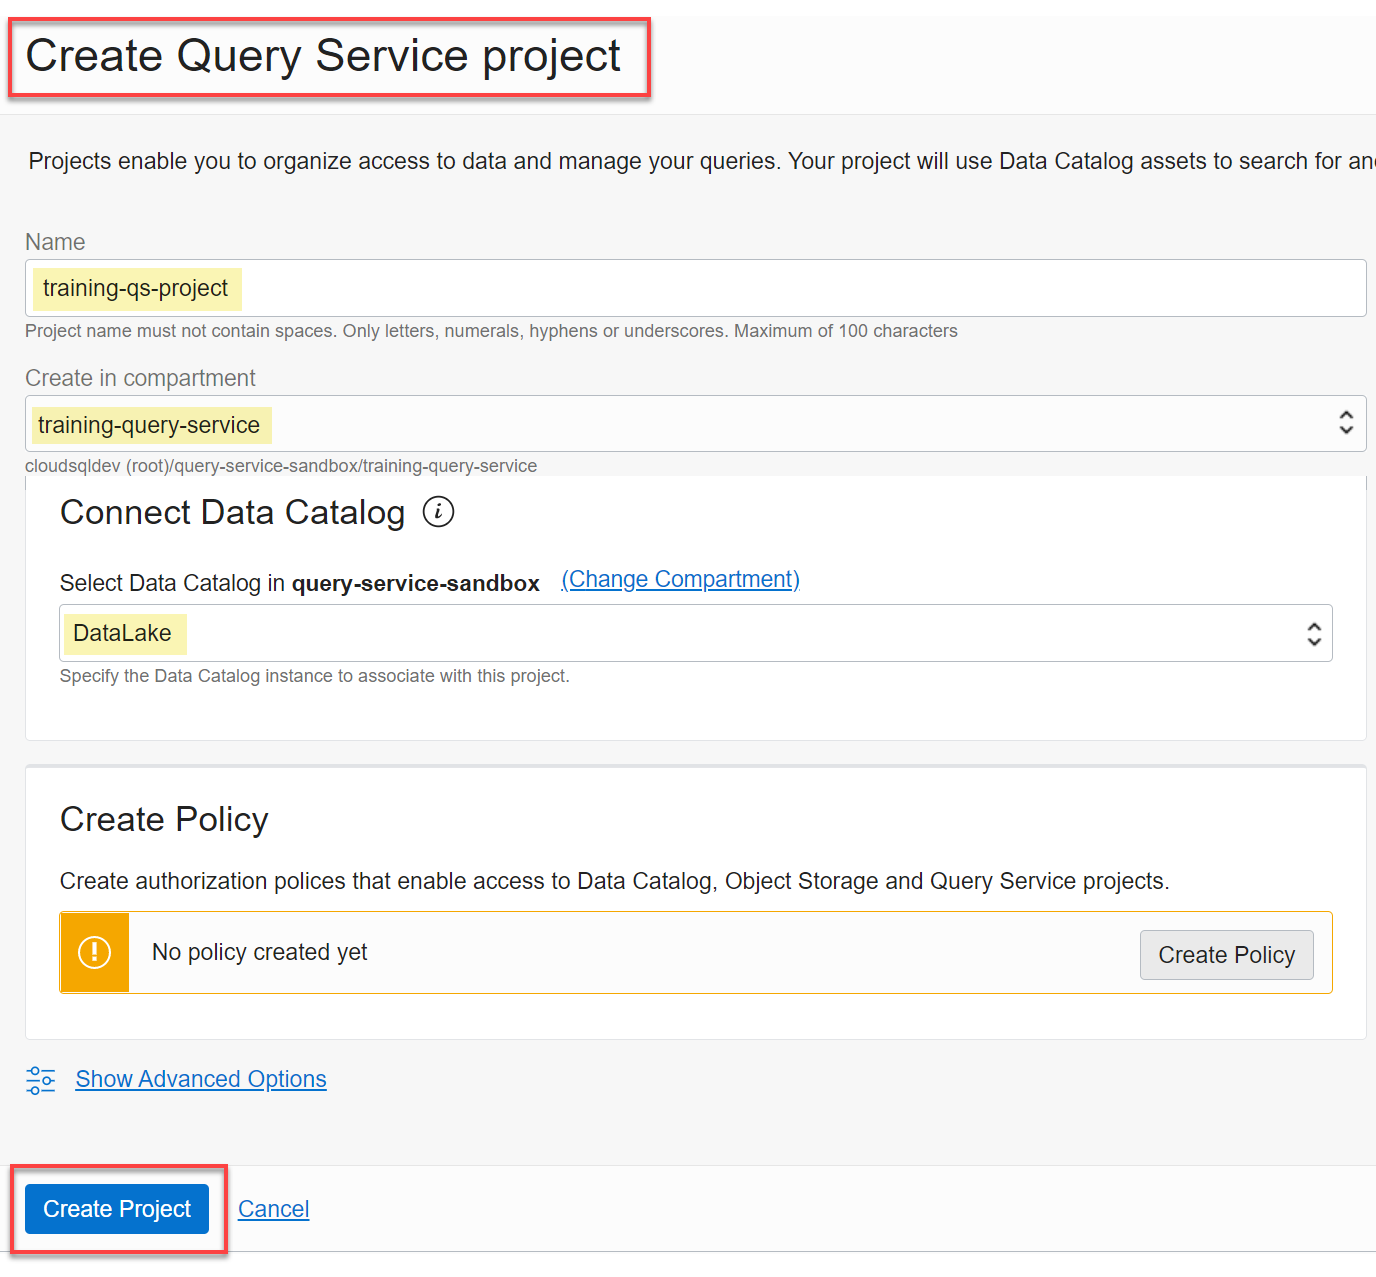 Create Query Service project
Projects enable you to organize access to data and manage your queries. Your project will use Data Catalog assets to search for
Name
training-qs-project
Project name must not contain spaces. Only letters, numerals, hyphens or underscores. Maximum of 100 characters
Create in compartment
training-query-service
cloudsqldev (root)/query-service-sandbox/training-query-service
Connect Data Catalog
Select Data Catalog in query-service-sandbox (Change Compartment)
DataLake
Specify the Data Catalog instance to associate with this project.
Create Policy
Create authorization polices that enable access to Data Catalog, Object Storage and Query Service projects.
No policy created yet
Create Policy
Show Advanced Options
Create Project Cancel